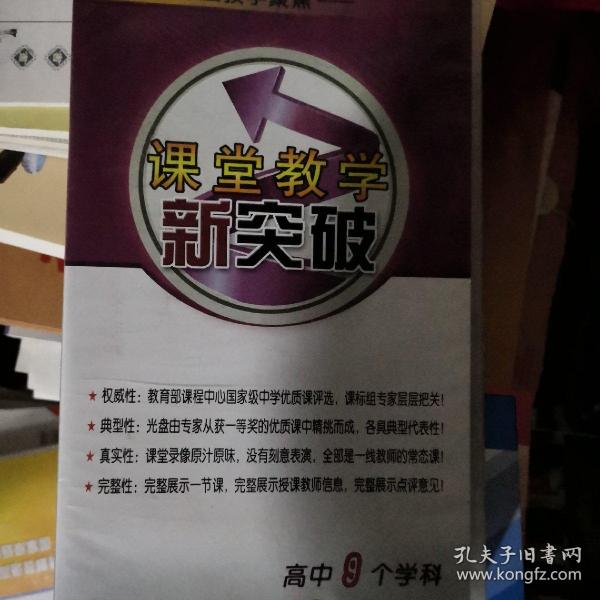 教学聚焦
课堂教学
新突破
★ 权威性：教育部课程中心国家级中学优质课评选，课标组专家层层把关！
★ 典型性：光盘由专家从获一等奖的优质课中精挑而成，各具典型代表性！
★ 真实性：课堂录像原汁原味，没有刻意表演，全部是一线教师的常态课！
★ 完整性：完整展示一节课，完整展示授课教师信息，完整展示点评意见！
高中9个学科
孔夫子旧书网
www.kongfz.com